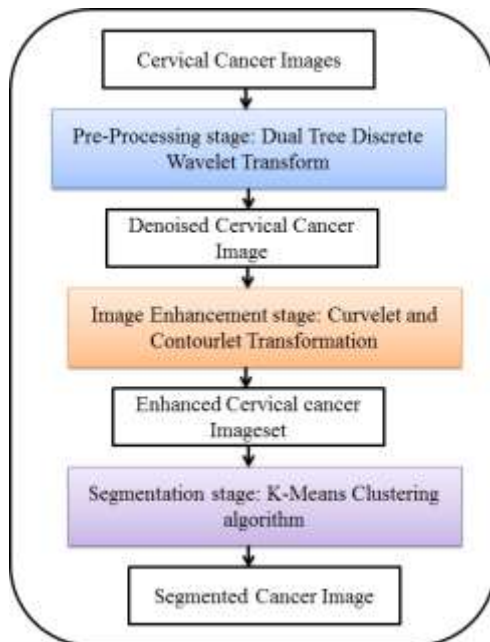 Cervical Cancer Images
Pre-Processing stage: Dual Tree Discrete
Wavelet Transform
Denoised Cervical Cancer
Image
Image Enhancement stage: Curvelet and
Contourlet Transformation
Enhanced Cervical cancer
Imageset
Segmentation stage: K-Means Clustering
algorithm
Segmented Cancer Image